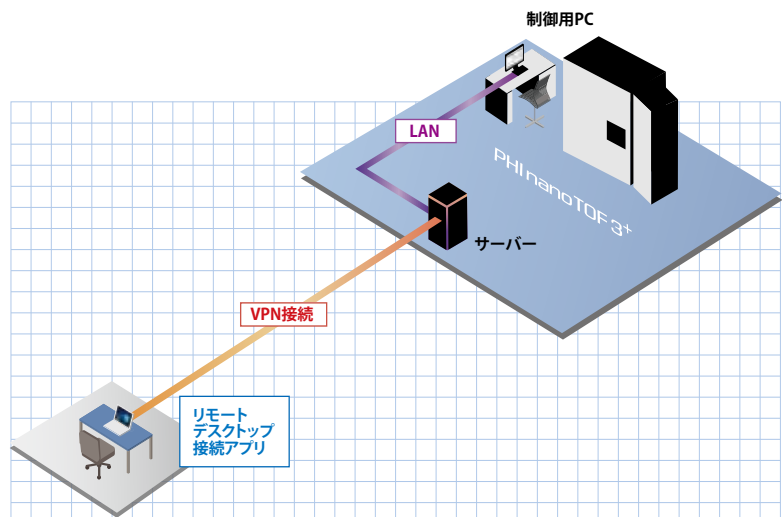 制御用PC
LAN
PHI nanoTOF 3+
サーバー
VPN接続
リモート
デスクトップ
接続アプリ